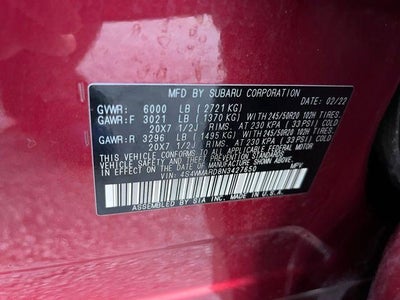 MFD BY SUBARU CORPORATION
DATE: 02/22
GVWR: 6000 LB (2721 KG)
GAWR:F 3021 LB (1370 KG) WITH 245/50R20 102H TIRES,
20X7 1/2J RIMS, AT 230 KPA (33 PSI) COLD
GAWR:R 3296 LB (1495 KG) WITH 245/50R20 102H TIRES,
20X7 1/2J RIMS, AT 230 KPA (33 PSI) COLD
THIS VEHICLE CONFORMS TO ALL APPLICABLE FEDERAL
MOTOR VEHICLE SAFETY STANDARDS IN EFFECT
ON THE DATE OF MANUFACTURE SHOWN ABOVE.
VIN: 4S4WMARD8N3427650
ASSEMBLED BY SIA INC. MADE IN U.S.A.